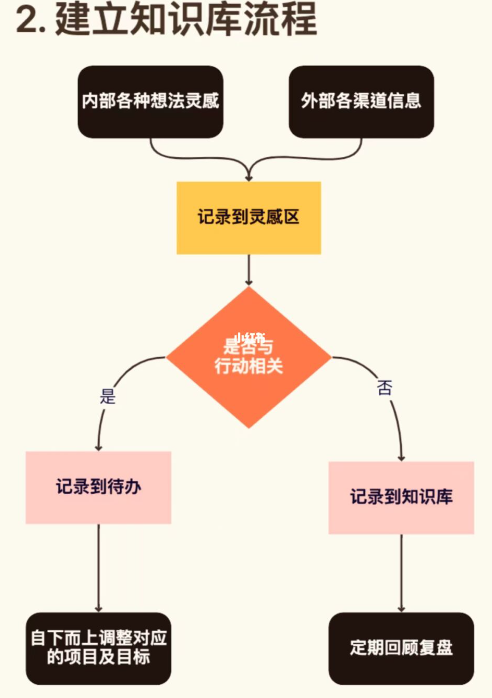 2. 建立知识库流程
内部各种想法灵感
外部各渠道信息
记录到灵感区
小红书
是否与
行动相关
是
否
记录到待办
记录到知识库
自下而上调整对应
的项目及目标
定期回顾复盘